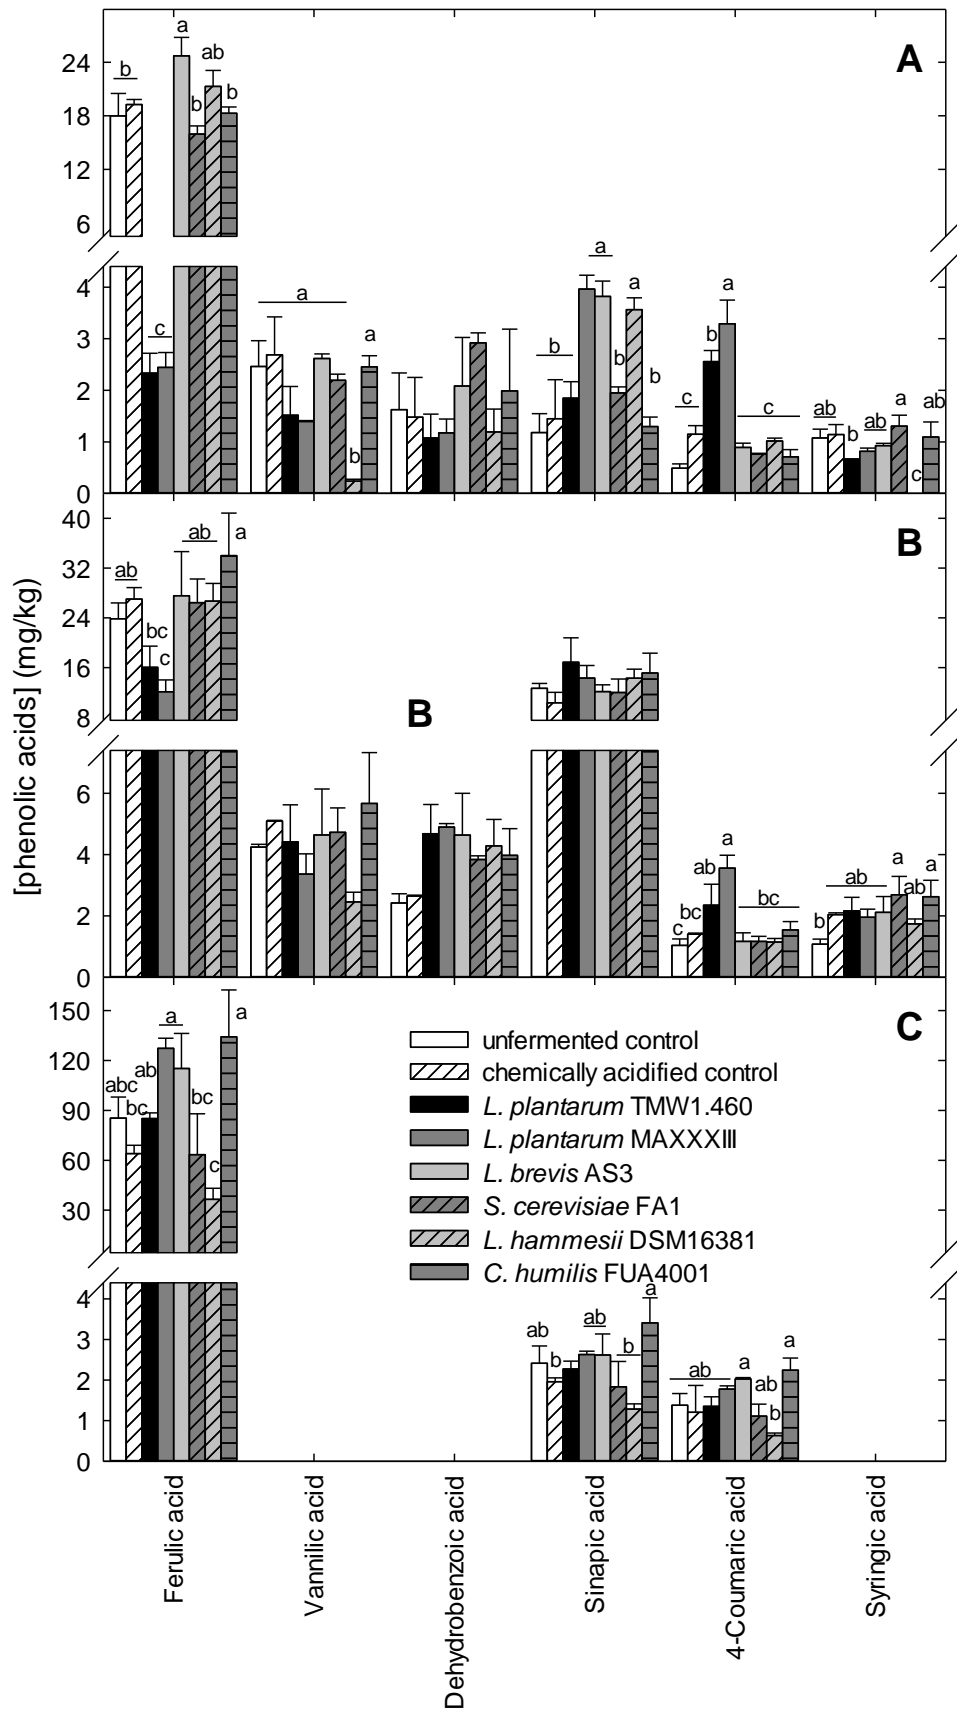 [phenolic acids] (mg/kg)
A
24
18
12
6
4
3
2
1
0
b
c
a
b
ab
b
a
b
a
b
a
b
a
b
c
b
a
c
ab
b
ab
a
c
ab
B
B
40
32
24
16
8
6
4
2
0
ab
bc
c
ab
a
c
bc
ab
a
bc
b
ab
a
ab
a
C
150
120
90
60
30
4
3
2
1
0
abc
bc
ab
a
bc
c
a
ab
b
ab
b
a
ab
a
ab
b
a
unfermented control
chemically acidified control
L. plantarum TMW1.460
L. plantarum MAXXXIII
L. brevis AS3
S. cerevisiae FA1
L. hammesii DSM16381
C. humilis FUA4001
Ferulic acid
Vannilic acid
Dehydrobenzoic acid
Sinapic acid
4-Coumaric acid
Syringic acid